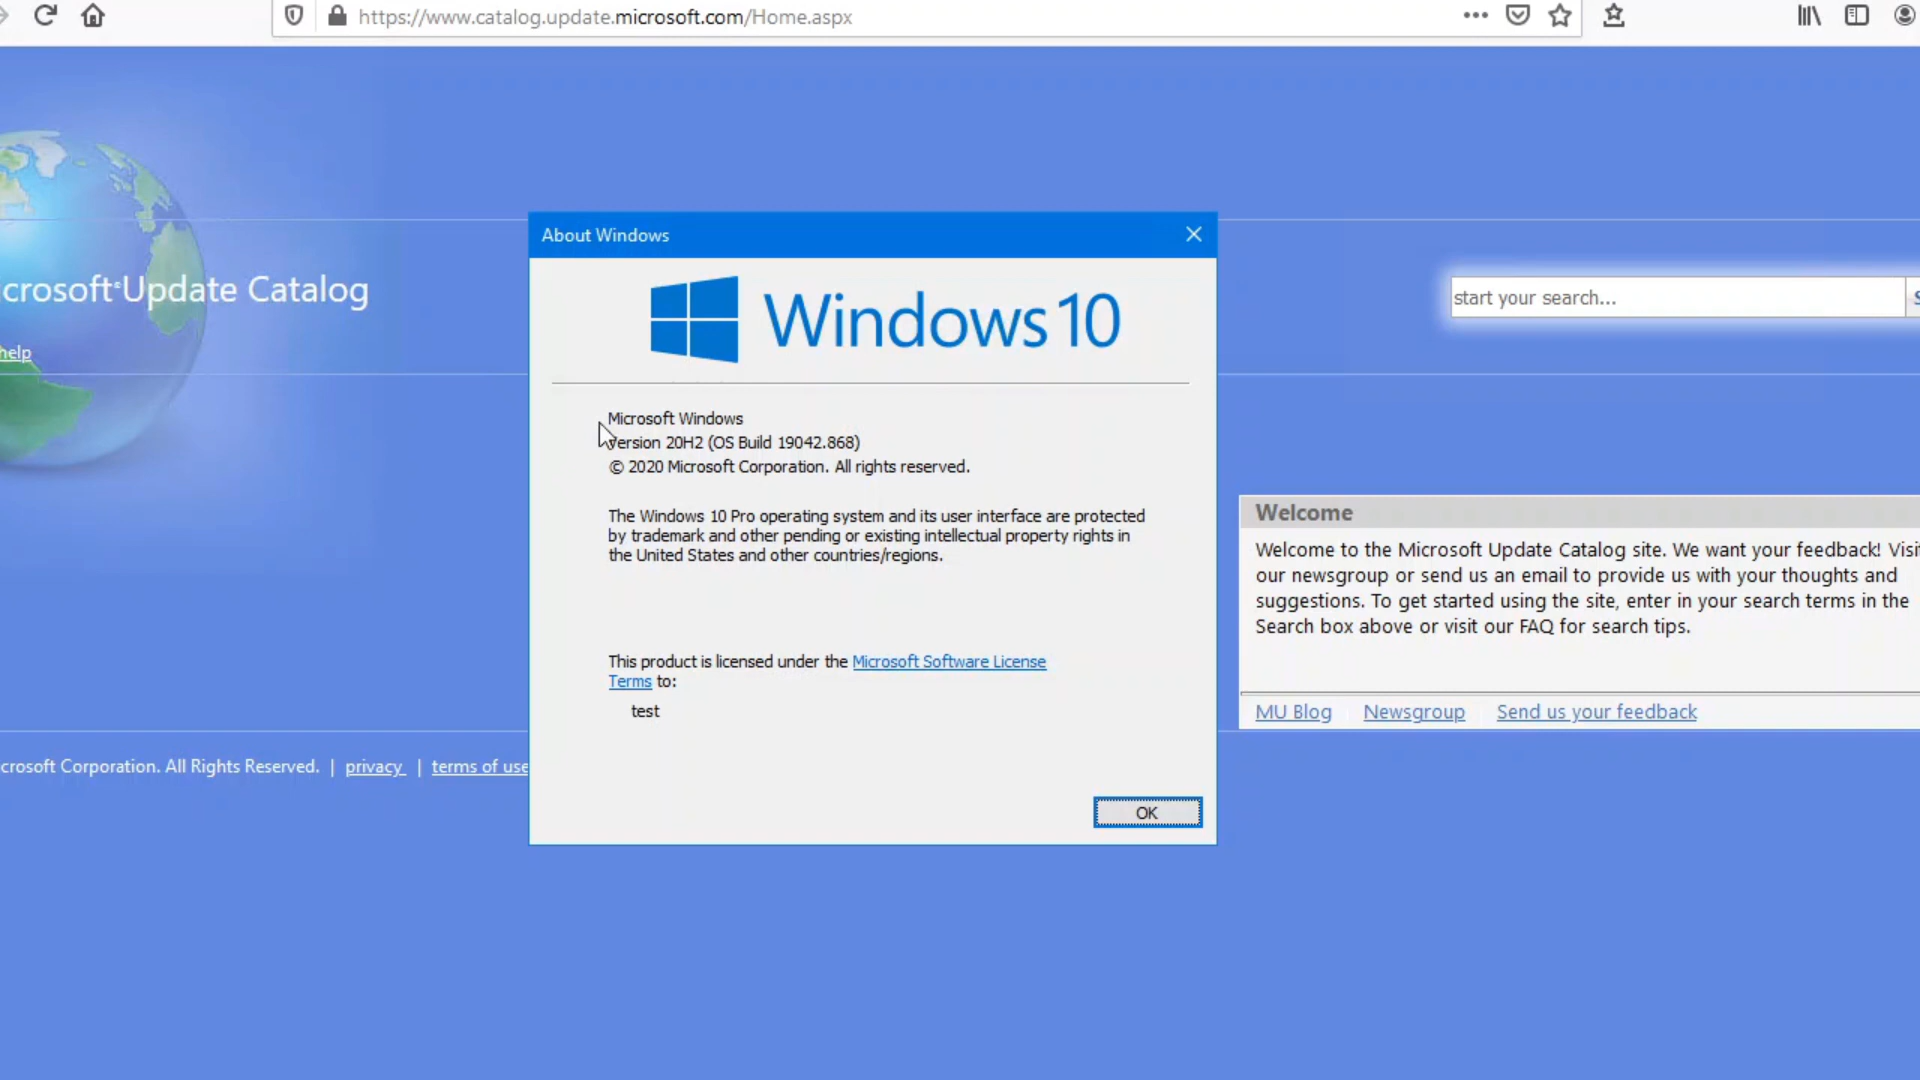 https://www.catalog.update.microsoft.com/Home.aspx
crosoft® Update Catalog
help
start your search...
About Windows
Windows 10
Microsoft Windows
Version 20H2 (OS Build 19042.868)
© 2020 Microsoft Corporation. All rights reserved.
The Windows 10 Pro operating system and its user interface are protected
by trademark and other pending or existing intellectual property rights in
the United States and other countries/regions.
This product is licensed under the Microsoft Software License
Terms to:
test
OK
Welcome
Welcome to the Microsoft Update Catalog site. We want your feedback! Visi
our newsgroup or send us an email to provide us with your thoughts and
suggestions. To get started using the site, enter in your search terms in the
Search box above or visit our FAQ for search tips.
MU Blog Newsgroup Send us your feedback
crosoft Corporation. All Rights Reserved. | privacy | terms of use